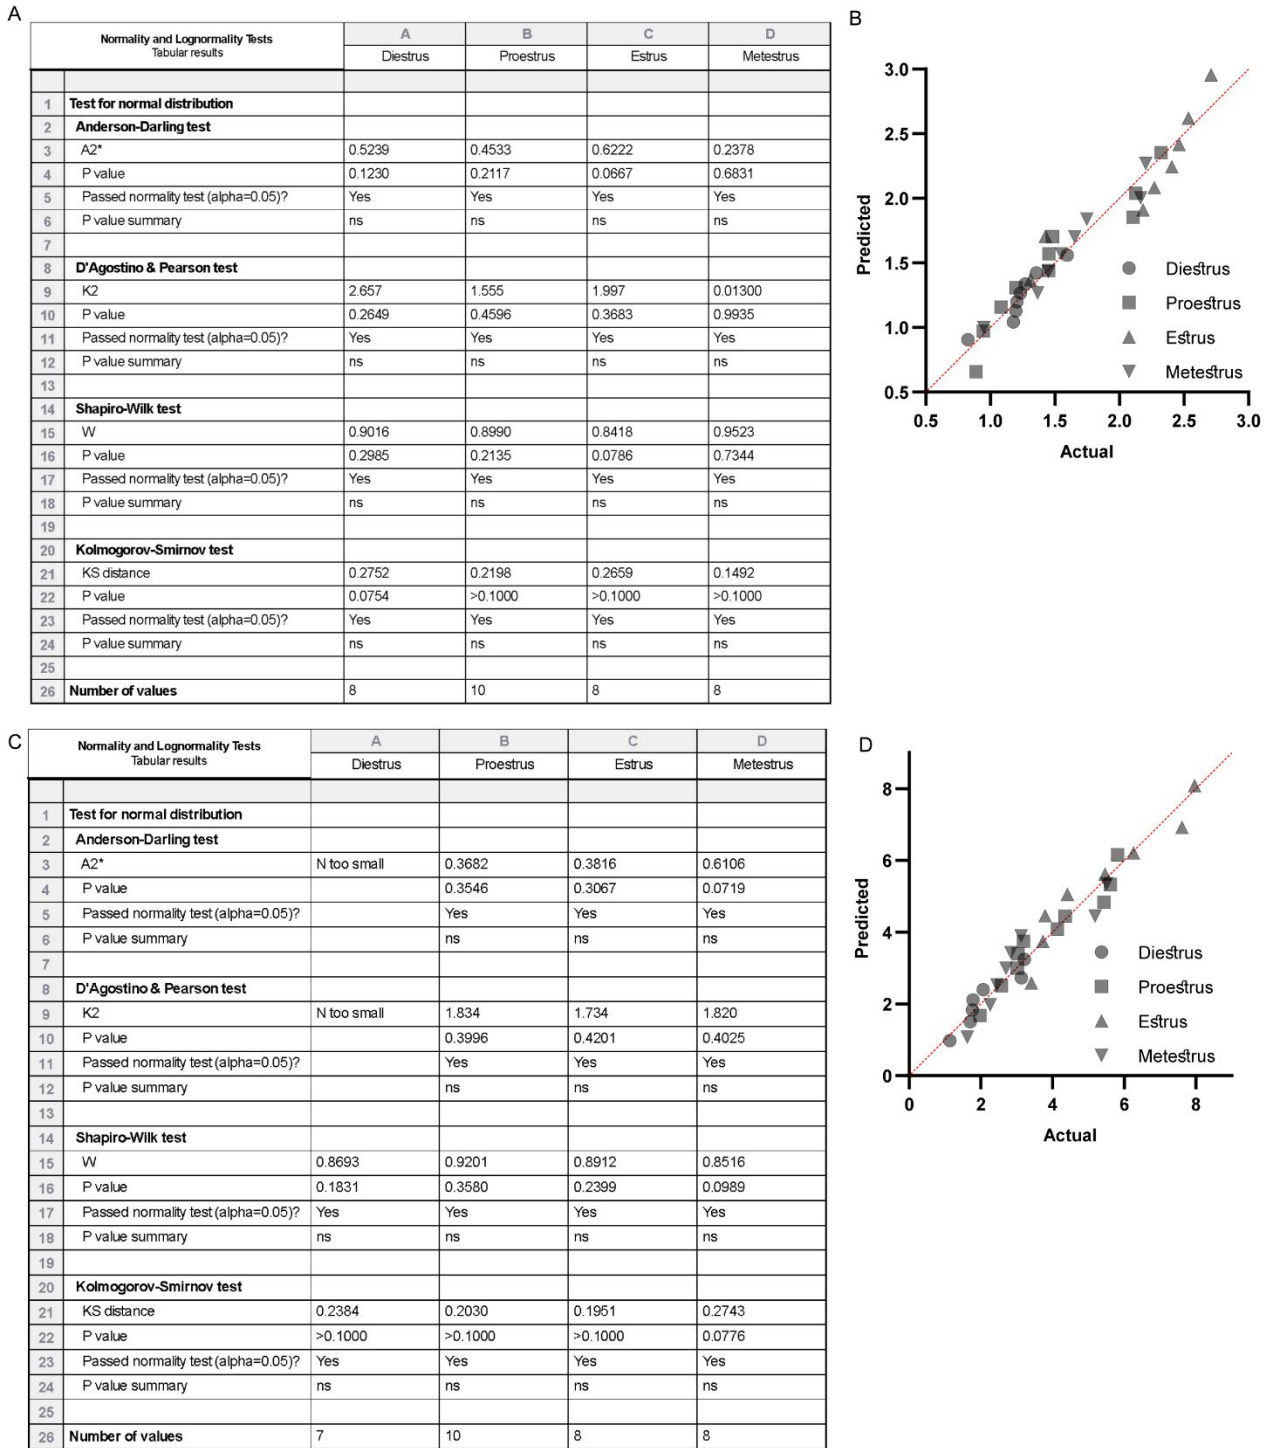 A
Normality and Lognormality Tests A B C D
Tabular results Diestrus Proestrus Estrus Metestrus
1 Test for normal distribution
2 Anderson-Darling test
3 A2* 0.5239 0.4533 0.6222 0.2378
4 P value 0.1230 0.2117 0.0667 0.6831
5 Passed normality test (alpha=0.05)? Yes Yes Yes Yes
6 P value summary ns ns ns ns
7
8 D'Agostino & Pearson test
9 K2 2.657 1.555 1.997 0.01300
10 P value 0.2649 0.4596 0.3683 0.9935
11 Passed normality test (alpha=0.05)? Yes Yes Yes Yes
12 P value summary ns ns ns ns
13
14 Shapiro-Wilk test
15 W 0.9016 0.8990 0.8418 0.9523
16 P value 0.2985 0.2135 0.0786 0.7344
17 Passed normality test (alpha=0.05)? Yes Yes Yes Yes
18 P value summary ns ns ns ns
19
20 Kolmogorov-Smirnov test
21 KS distance 0.2752 0.2198 0.2659 0.1492
22 P value 0.0754 >0.1000 >0.1000 >0.1000
23 Passed normality test (alpha=0.05)? Yes Yes Yes Yes
24 P value summary ns ns ns ns
25
26 Number of values 8 10 8 8
B
3.0
2.5
2.0
1.5
1.0
0.5
Predicted
Diestrus
Proestrus
Estrus
Metestrus
0.5 1.0 1.5 2.0 2.5 3.0
Actual
C
Normality and Lognormality Tests A B C D
Tabular results Diestrus Proestrus Estrus Metestrus
1 Test for normal distribution
2 Anderson-Darling test
3 A2* N too small 0.3682 0.3816 0.6106
4 P value 0.3546 0.3067 0.0719
5 Passed normality test (alpha=0.05)? Yes Yes Yes
6 P value summary ns ns ns
7
8 D'Agostino & Pearson test
9 K2 N too small 1.834 1.734 1.820
10 P value 0.3996 0.4201 0.4025
11 Passed normality test (alpha=0.05)? Yes Yes Yes
12 P value summary ns ns ns
13
14 Shapiro-Wilk test
15 W 0.8693 0.9201 0.8912 0.8516
16 P value 0.1831 0.3580 0.2399 0.0989
17 Passed normality test (alpha=0.05)? Yes Yes Yes Yes
18 P value summary ns ns ns ns
19
20 Kolmogorov-Smirnov test
21 KS distance 0.2384 0.2030 0.1951 0.2743
22 P value >0.1000 >0.1000 >0.1000 0.0776
23 Passed normality test (alpha=0.05)? Yes Yes Yes Yes
24 P value summary ns ns ns ns
25
26 Number of values 7 10 8 8
D
8
6
4
2
0
Predicted
Diestrus
Proestrus
Estrus
Metestrus
0 2 4 6 8
Actual